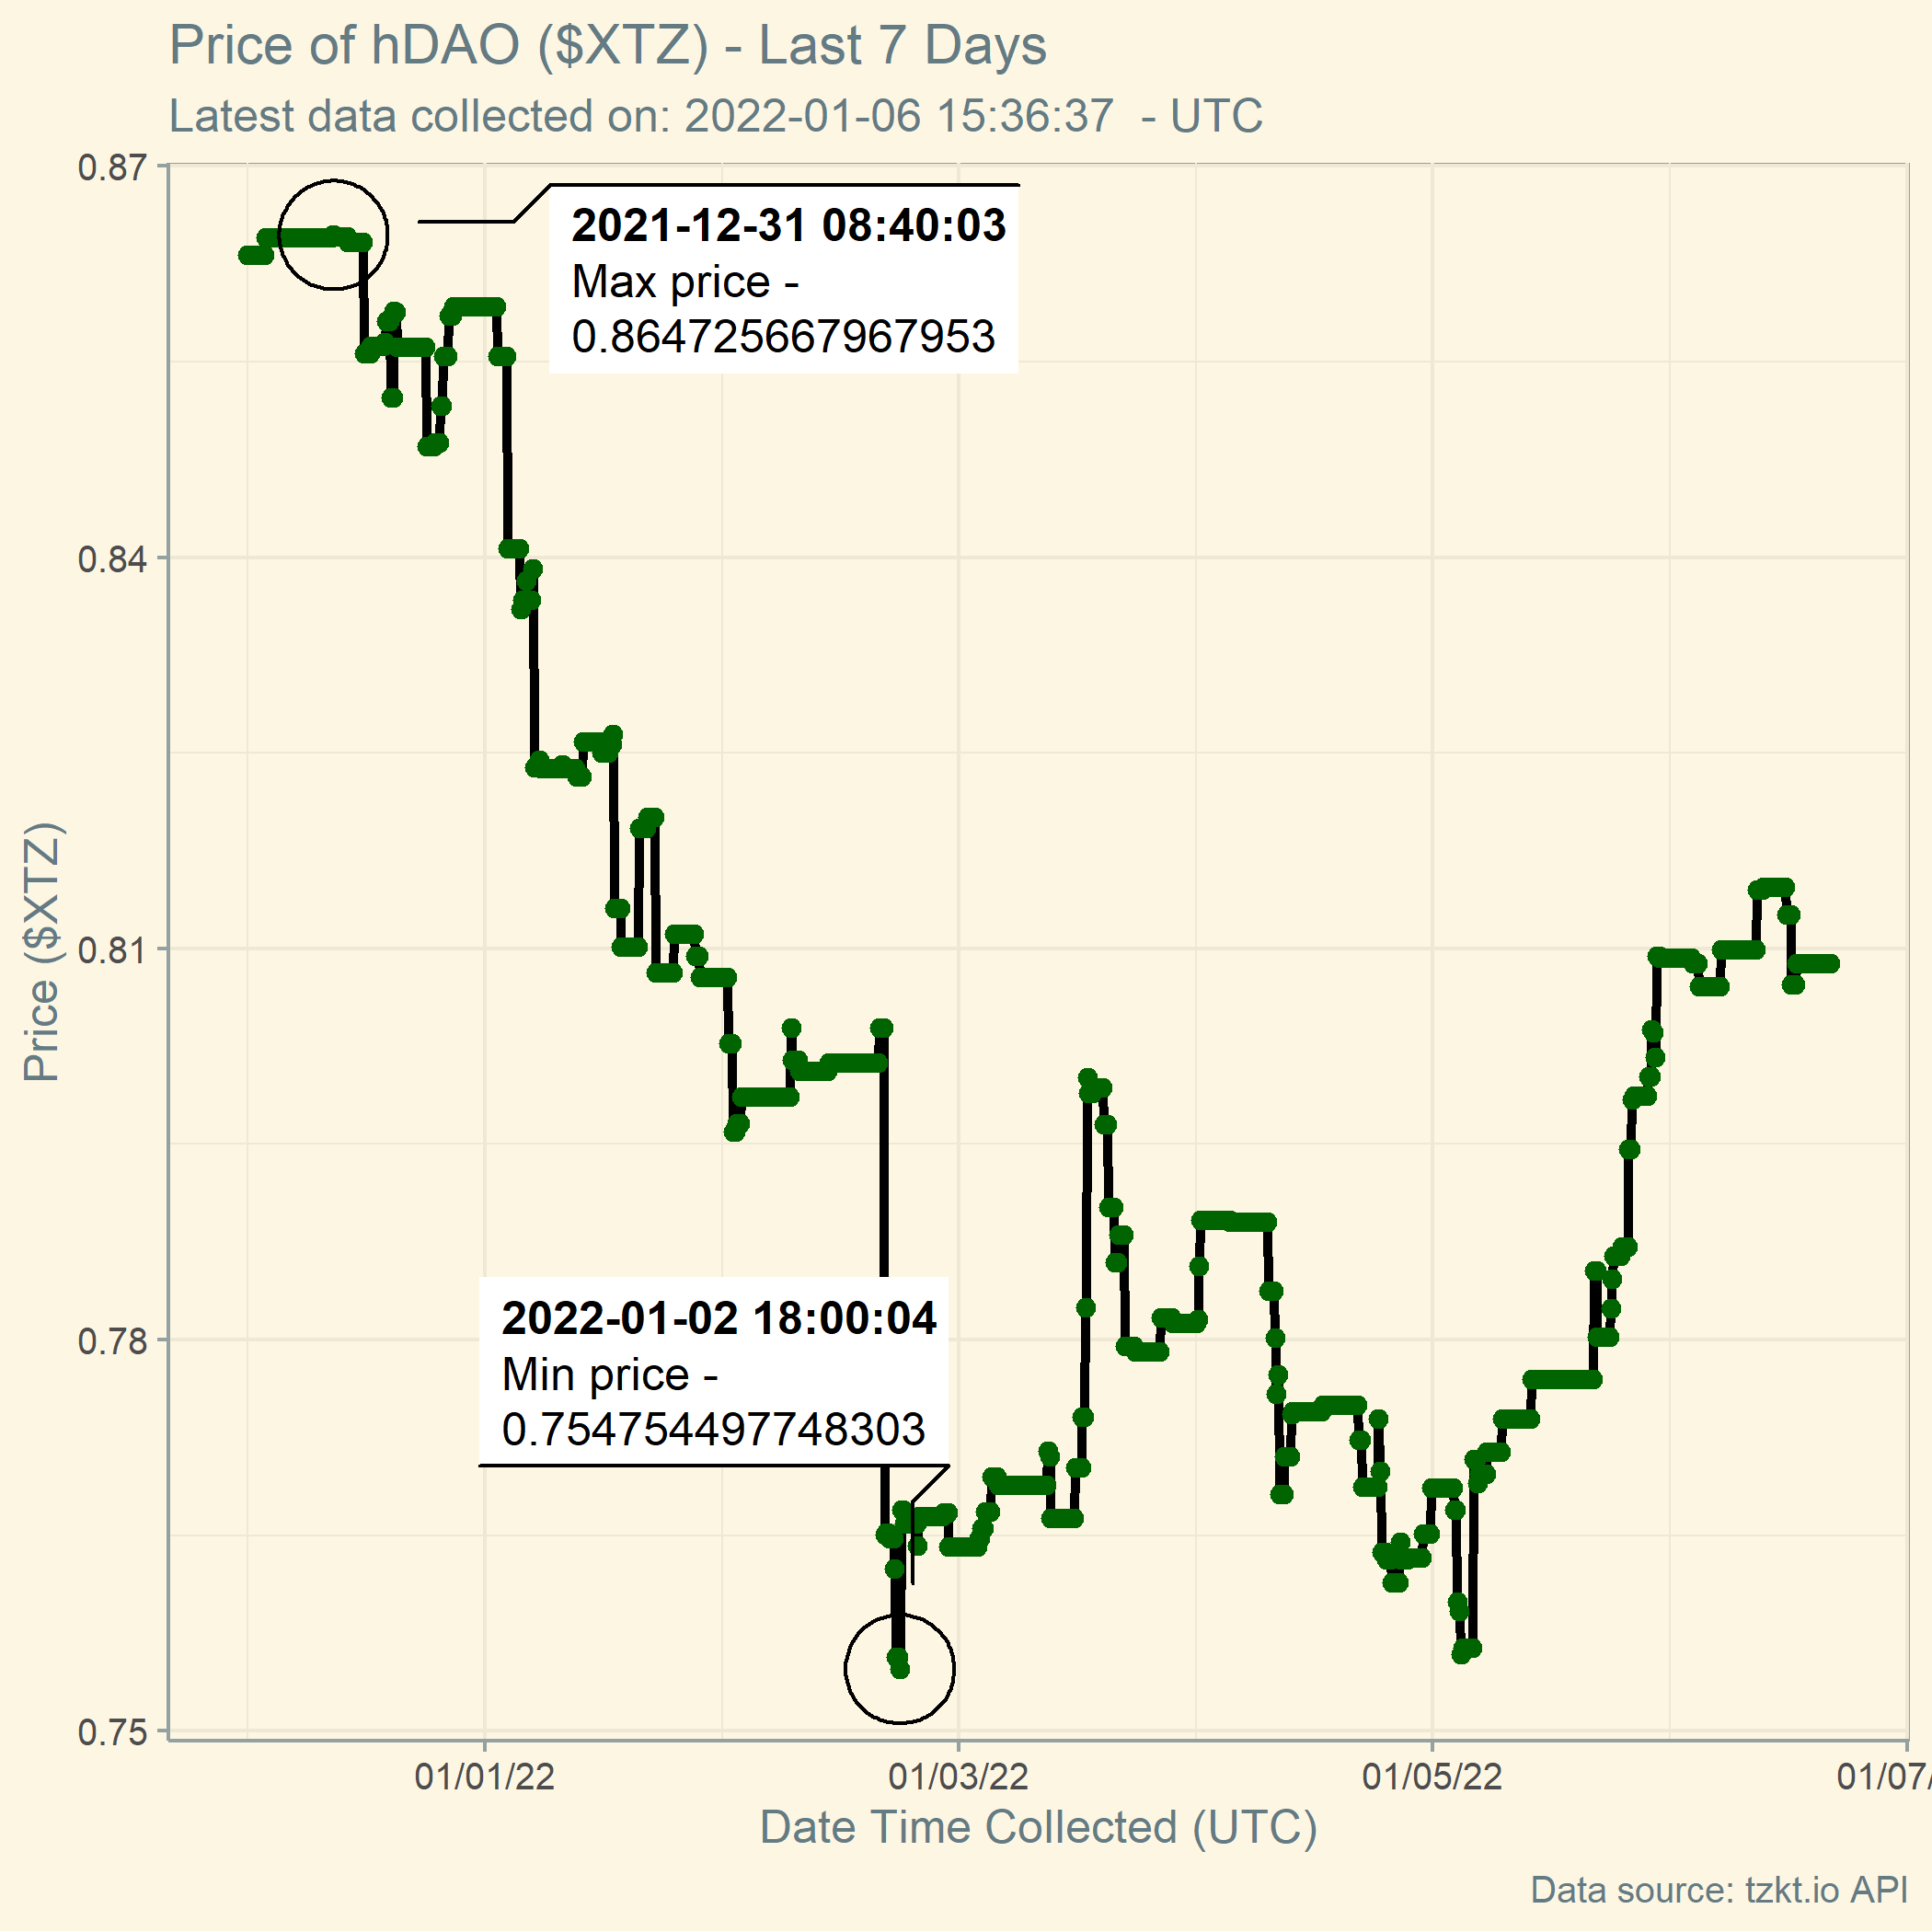 Price of hDAO ($XTZ) - Last 7 Days
Latest data collected on: 2022-01-06 15:36:37  - UTC
0.87
2021-12-31 08:40:03
Max price -
0.864725667967953
0.84
Price ($XTZ)
0.81
2022-01-02 18:00:04
Min price -
0.754754497748303
0.78
0.75
01/01/22
01/03/22
01/05/22
01/07/
Date Time Collected (UTC)
Data source: tzkt.io API